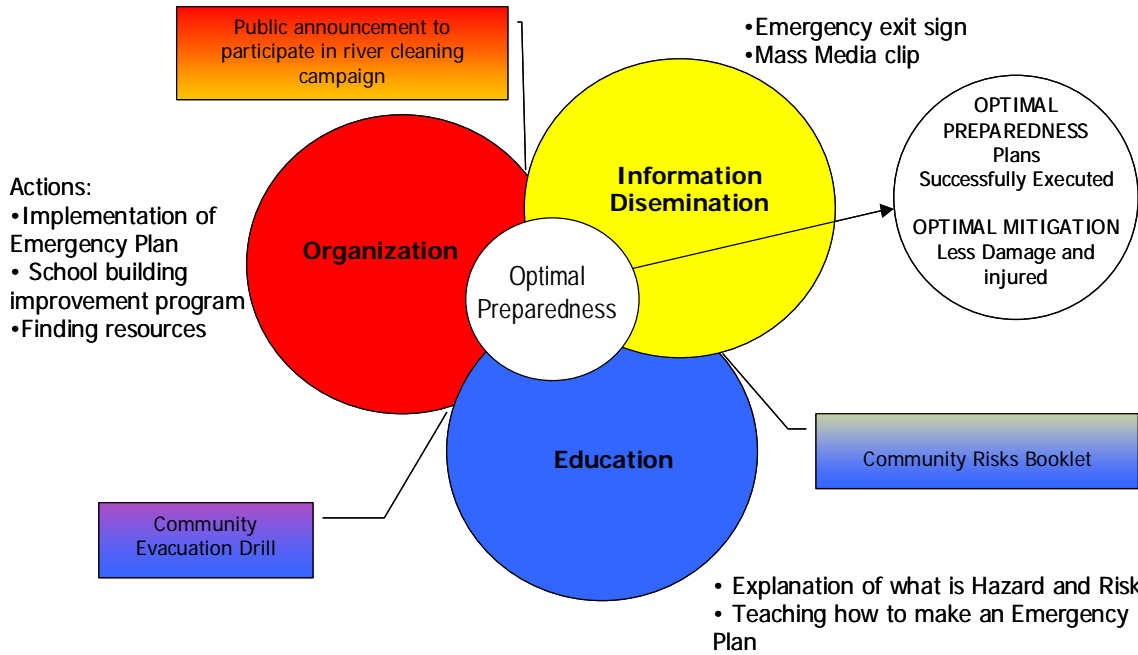 Public announcement to
participate in river cleaning
campaign
•Emergency exit sign
•Mass Media clip
OPTIMAL
PREPAREDNESS
Plans
Successfully Executed
OPTIMAL MITIGATION
Less Damage and
injured
Information
Disemination
Actions:
•Implementation of
Emergency Plan
• School building
improvement program
•Finding resources
Organization
Optimal
Preparedness
Education
Community Risks Booklet
Community
Evacuation Drill
• Explanation of what is Hazard and Risk
• Teaching how to make an Emergency
Plan